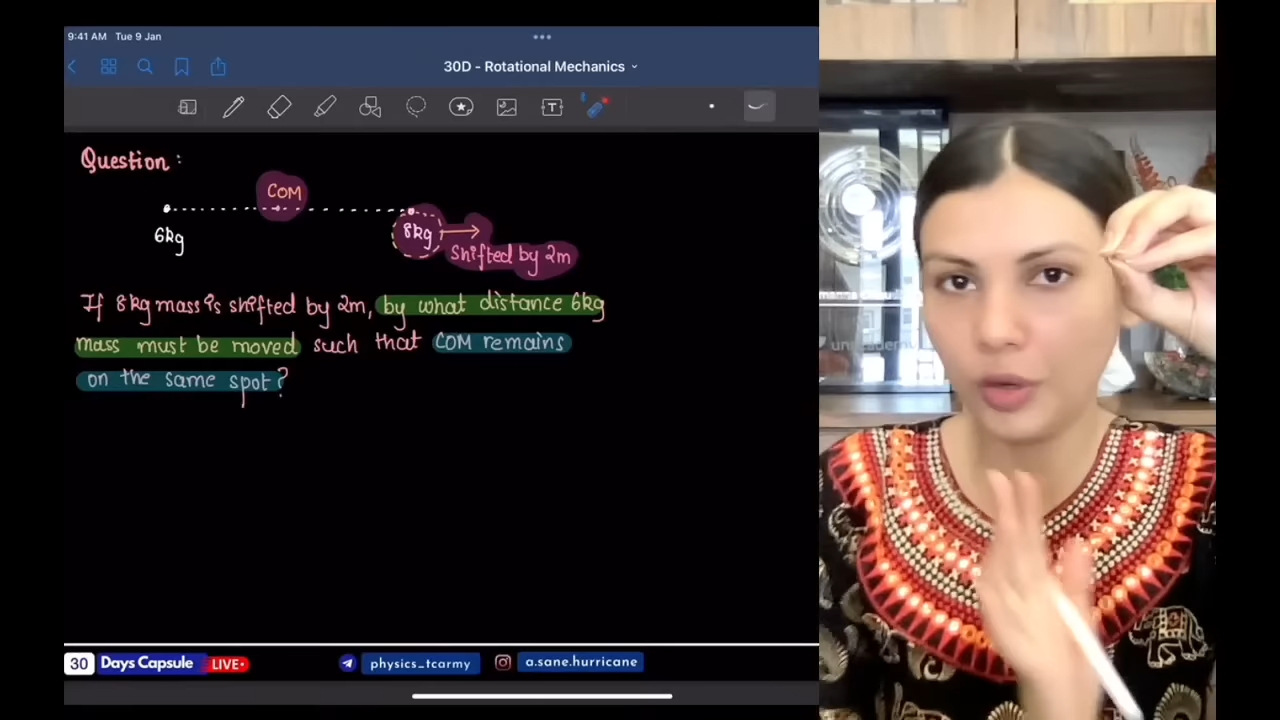 9:41 AM Tue 9 Jan
30D - Rotational Mechanics
T
Question :
COM
6kg
8kg
shifted by 2m
If 8kg mass is shifted by 2m, by what distance 6kg
mass must be moved such that COM remains
on the same spot?
30 Days Capsule LIVE
physics_tcarmy
a.sane.hurricane